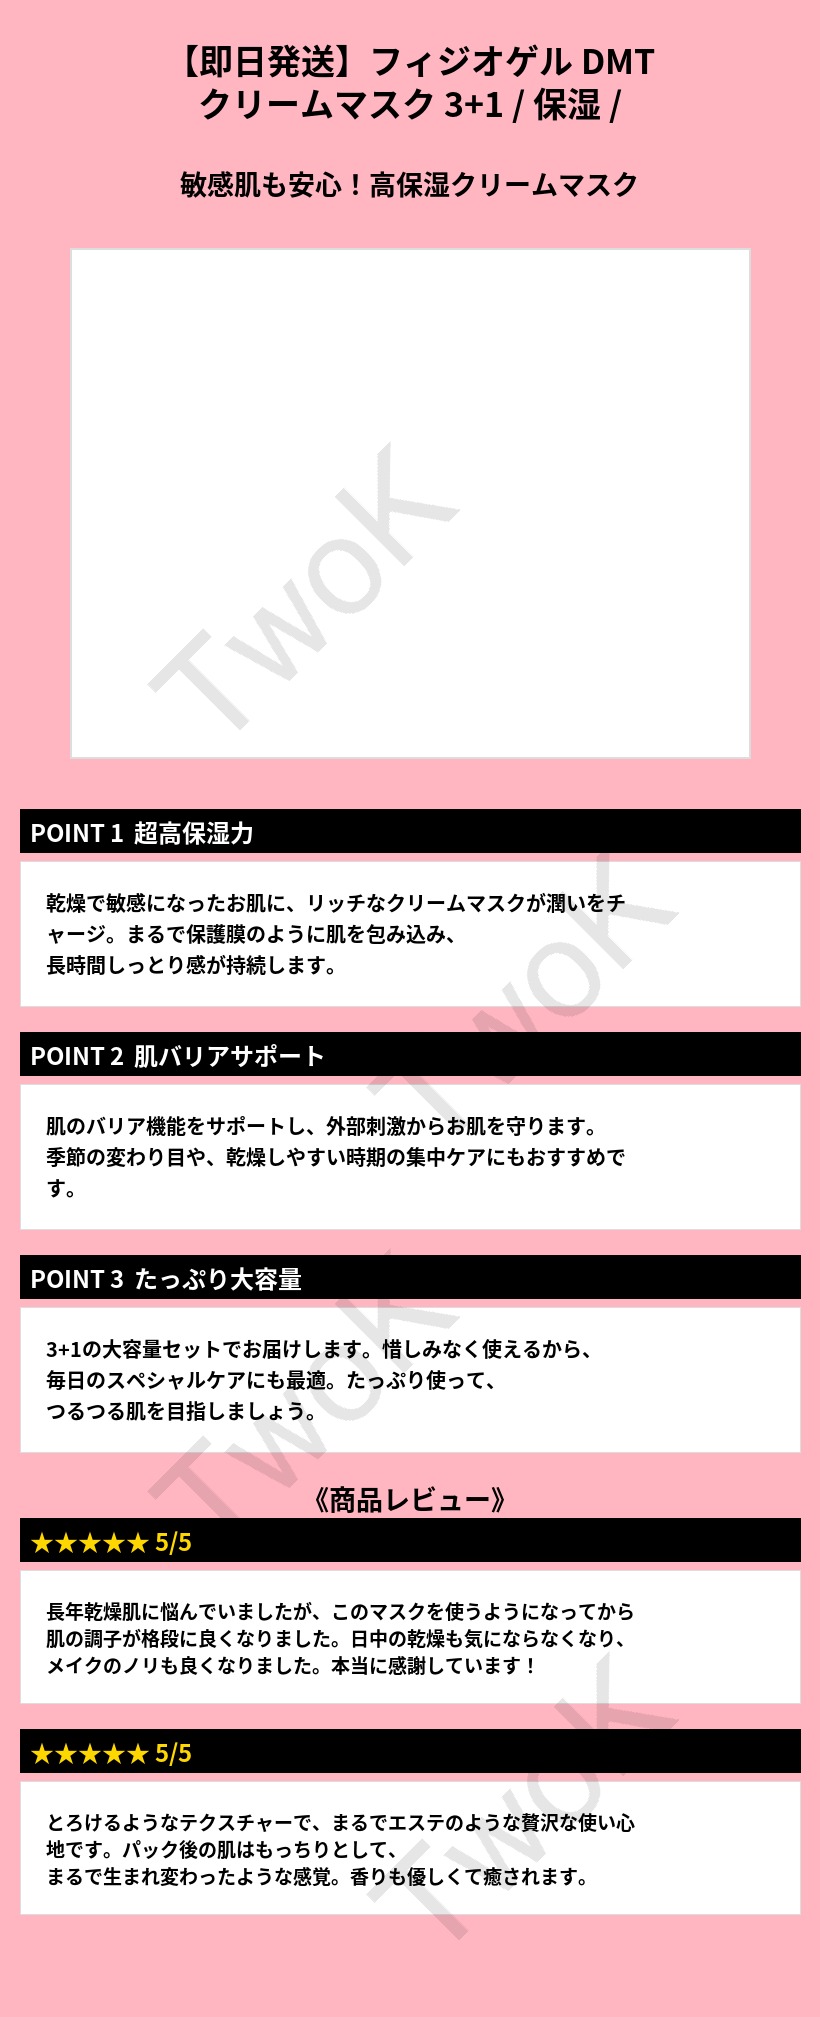 【即日発送】フィジオゲル DMT
クリームマスク 3+1 / 保湿 /
敏感肌も安心！高保湿クリームマスク
TwoK
POINT 1 超高保湿力
乾燥で敏感になったお肌に、リッチなクリームマスクが潤いをチ
ャージ。まるで保護膜のように肌を包み込み、
長時間しっとり感が持続します。
TwoK
POINT 2 肌バリアサポート
肌のバリア機能をサポートし、外部刺激からお肌を守ります。
季節の変わり目や、乾燥しやすい時期の集中ケアにもおすすめで
す。
POINT 3 たっぷり大容量
3+1の大容量セットでお届けします。惜しみなく使えるから、
毎日のスペシャルケアにも最適。たっぷり使って、
つるつる肌を目指しましょう。
TwoK
《商品レビュー》
★★★★★ 5/5
長年乾燥肌に悩んでいましたが、このマスクを使うようになってから
肌の調子が格段に良くなりました。日中の乾燥も気にならなくなり、
メイクのノリも良くなりました。本当に感謝しています！
★★★★★ 5/5
とろけるようなテクスチャーで、まるでエステのような贅沢な使い心
地です。パック後の肌はもっちりとして、
まるで生まれ変わったような感覚。香りも優しくて癒されます。
TwoK